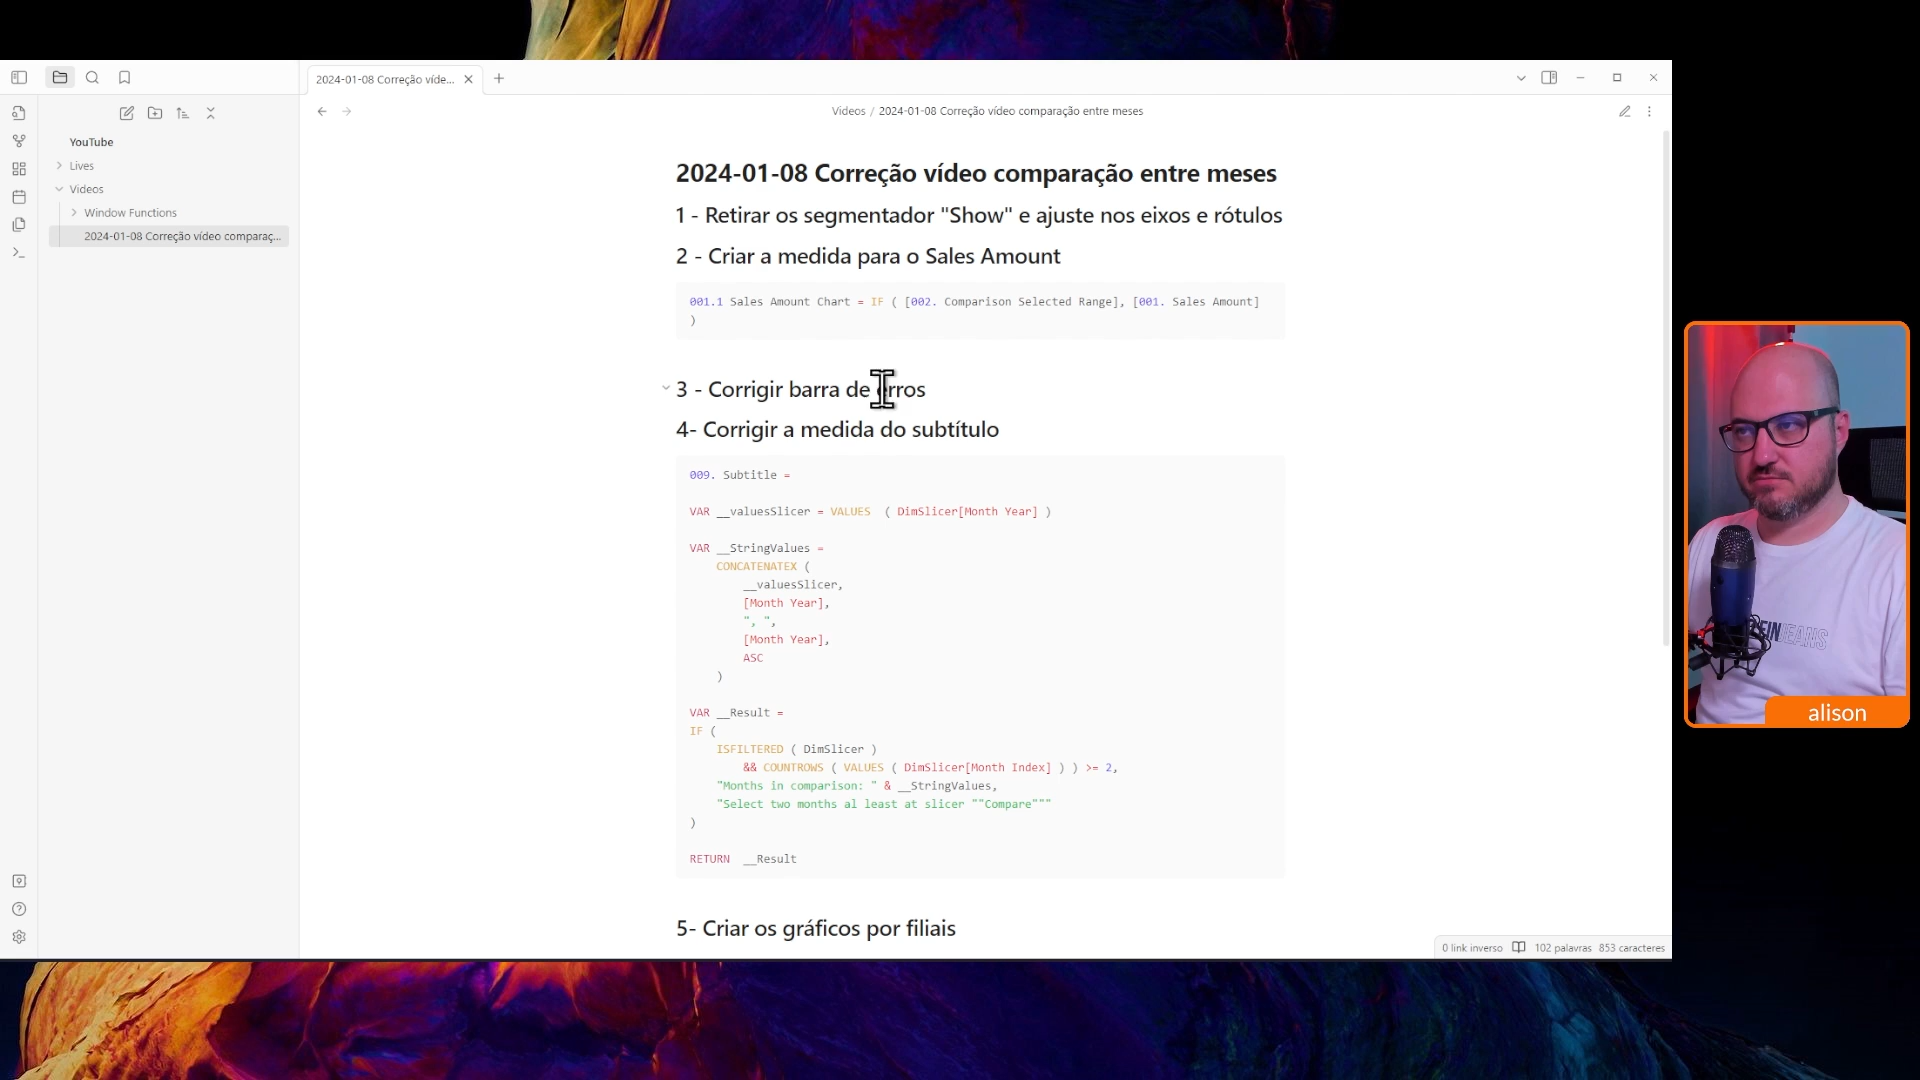 2024-01-08 Correção víde...
Videos / 2024-01-08 Correção vídeo comparação entre meses
YouTube
Lives
Videos
Window Functions
2024-01-08 Correção vídeo comparaç...
2024-01-08 Correção vídeo comparação entre meses
1 - Retirar os segmentador "Show" e ajuste nos eixos e rótulos
2 - Criar a medida para o Sales Amount
001.1 Sales Amount Chart = IF ( [002. Comparison Selected Range], [001. Sales Amount]
)
3 - Corrigir barra de erros
4- Corrigir a medida do subtítulo
009. Subtitle =
VAR __valuesSlicer = VALUES  ( DimSlicer[Month Year] )
VAR __StringValues =
CONCATENATEX (
__valuesSlicer,
[Month Year],
", ",
[Month Year],
ASC
)
VAR __Result =
IF (
ISFILTERED ( DimSlicer )
&& COUNTROWS ( VALUES ( DimSlicer[Month Index] ) ) >= 2,
"Months in comparison: " & __StringValues,
"Select two months al least at slicer ""Compare"""
)
RETURN  __Result
5- Criar os gráficos por filiais
0 link inverso 102 palavras 853 caracteres
alison